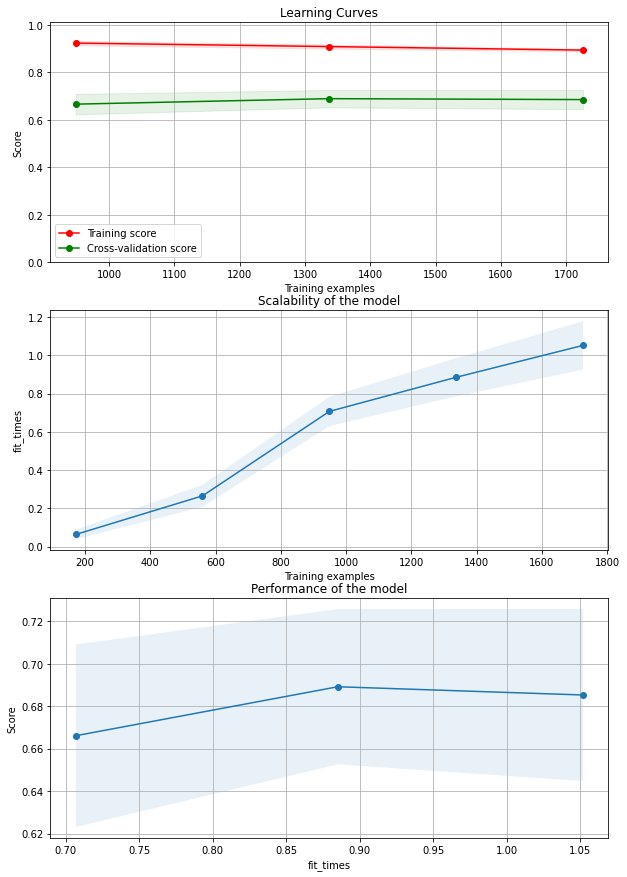 Learning Curves
1.0
0.8
0.6
0.4
0.2
0.0
Score
Training score
Cross-validation score
1000 1100 1200 1300 1400 1500 1600 1700
Training examples
Scalability of the model
1.2
1.0
0.8
0.6
0.4
0.2
0.0
fit_times
200 400 600 800 1000 1200 1400 1600 1800
Training examples
Performance of the model
0.72
0.70
0.68
0.66
0.64
0.62
Score
0.70 0.75 0.80 0.85 0.90 0.95 1.00 1.05
fit_times